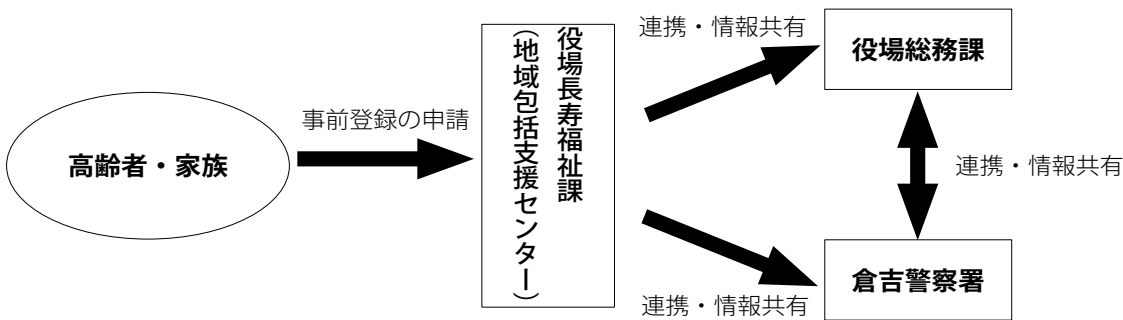 高齢者・家族
事前登録の申請
役場長寿福祉課
（地域包括支援センター）
連携・情報共有
役場総務課
連携・情報共有
連携・情報共有
倉吉警察署